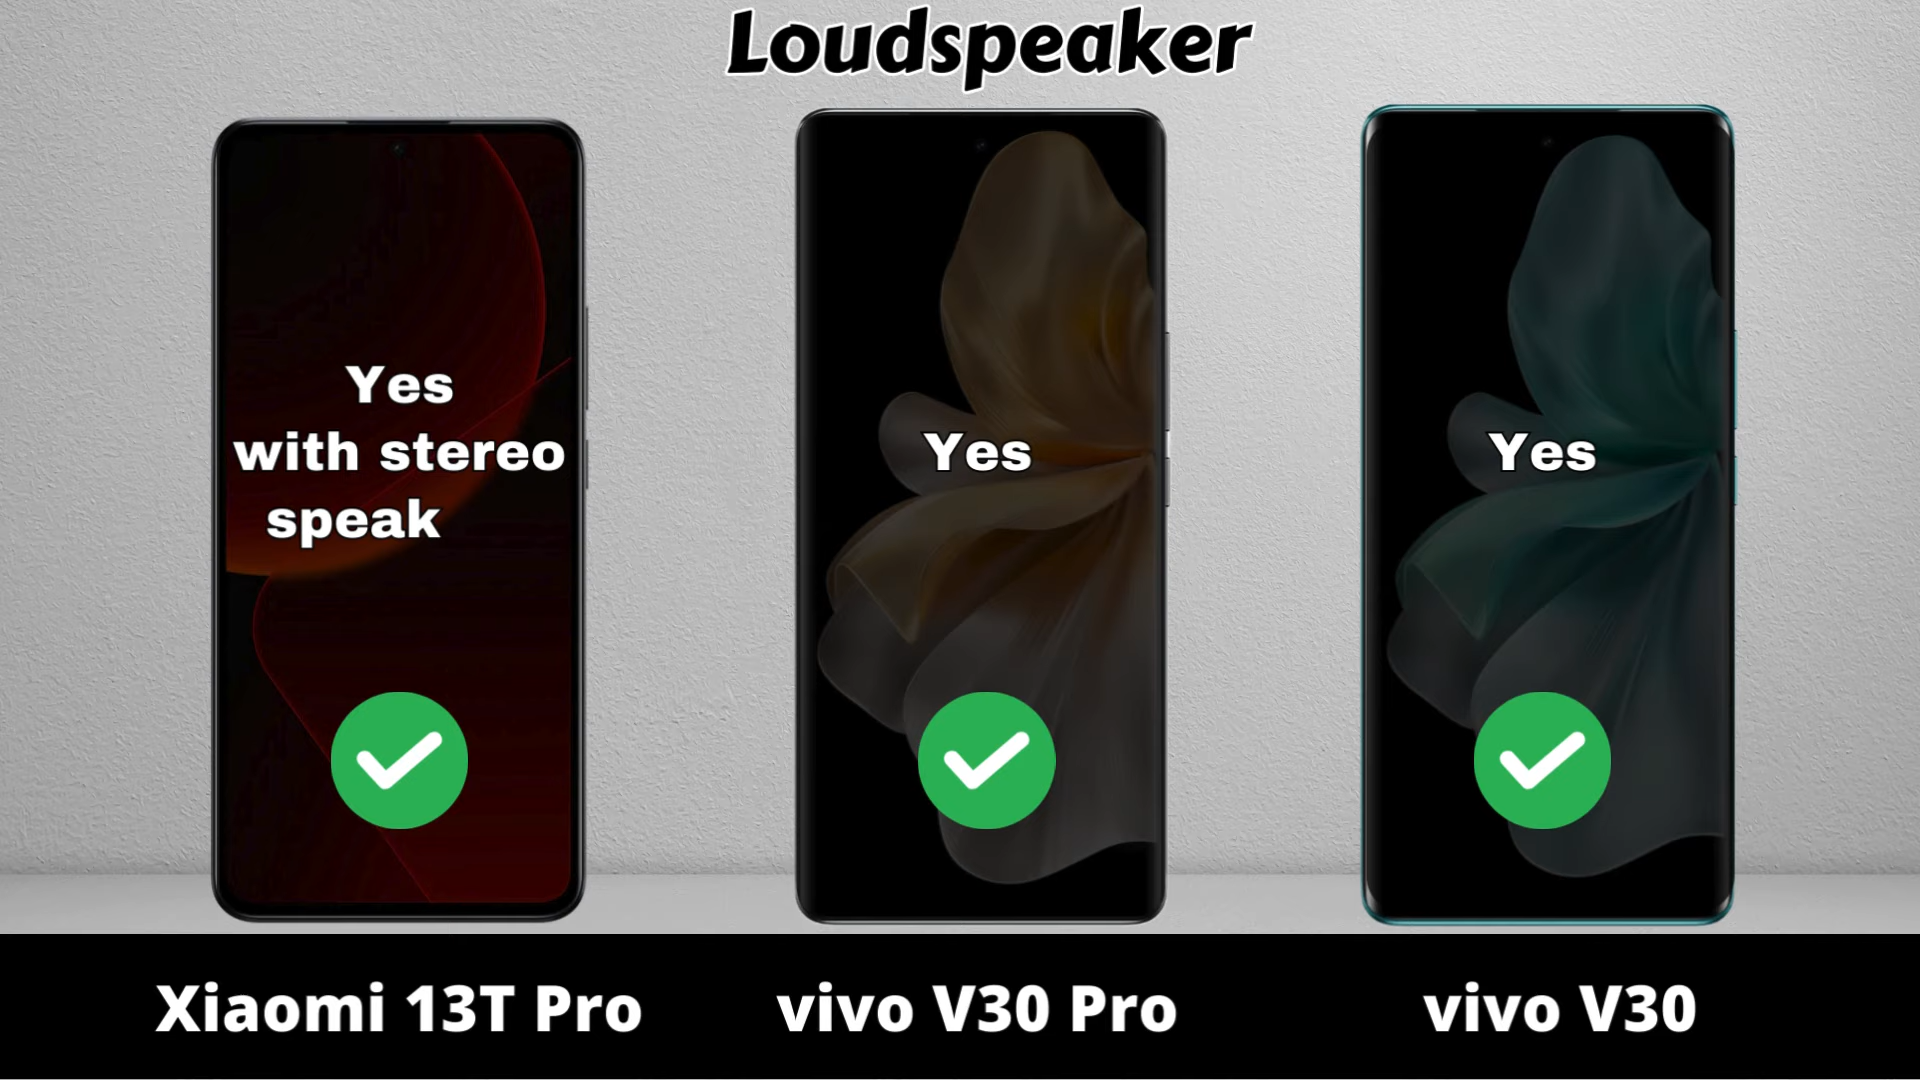 Loudspeaker
Yes
with stereo
speak
Yes
Yes
Xiaomi 13T Pro
vivo V30 Pro
vivo V30